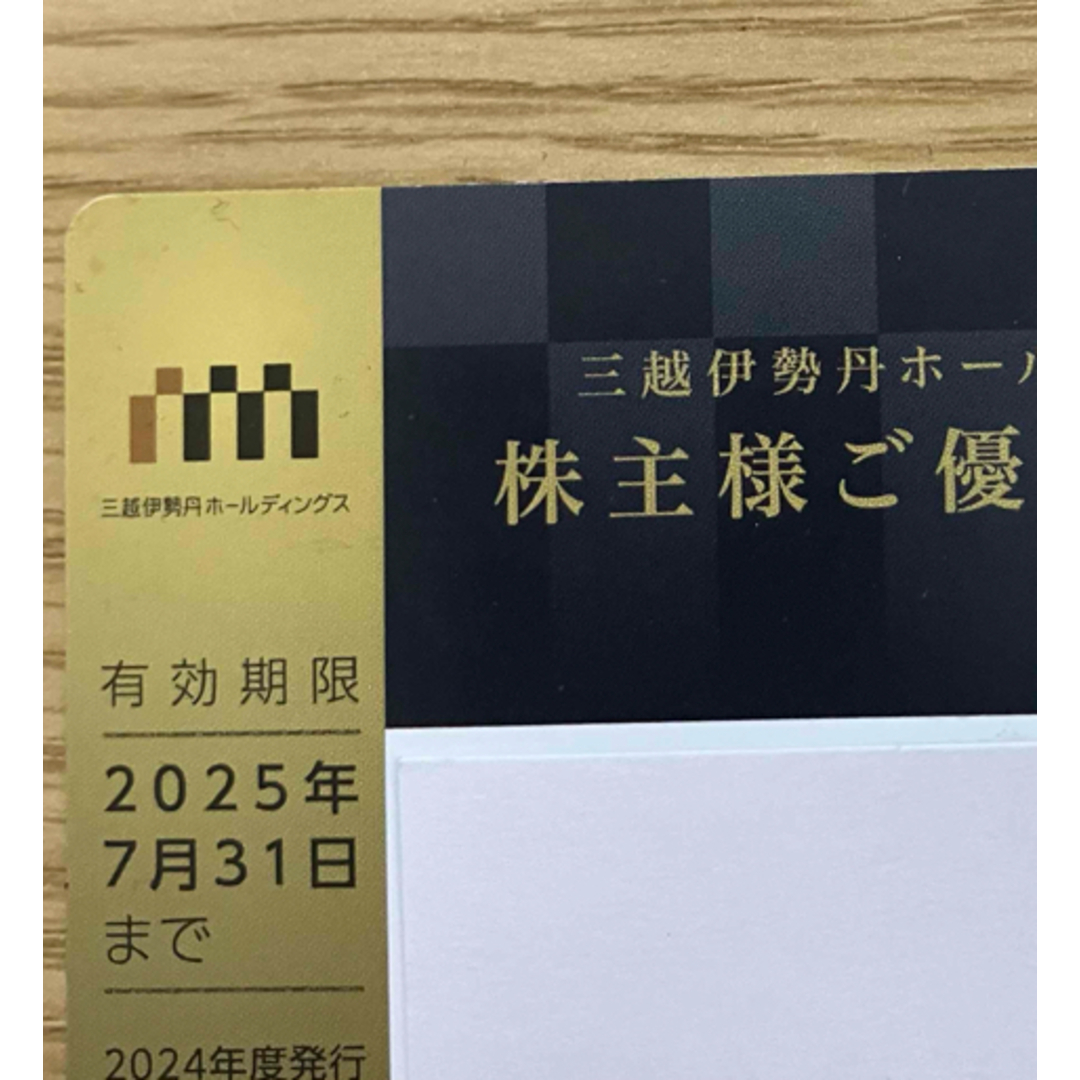 三越伊勢丹ホールディングス
有効期限
2025年
7月31日
まで
2024年度発行
三越伊勢丹ホー
株主様ご優